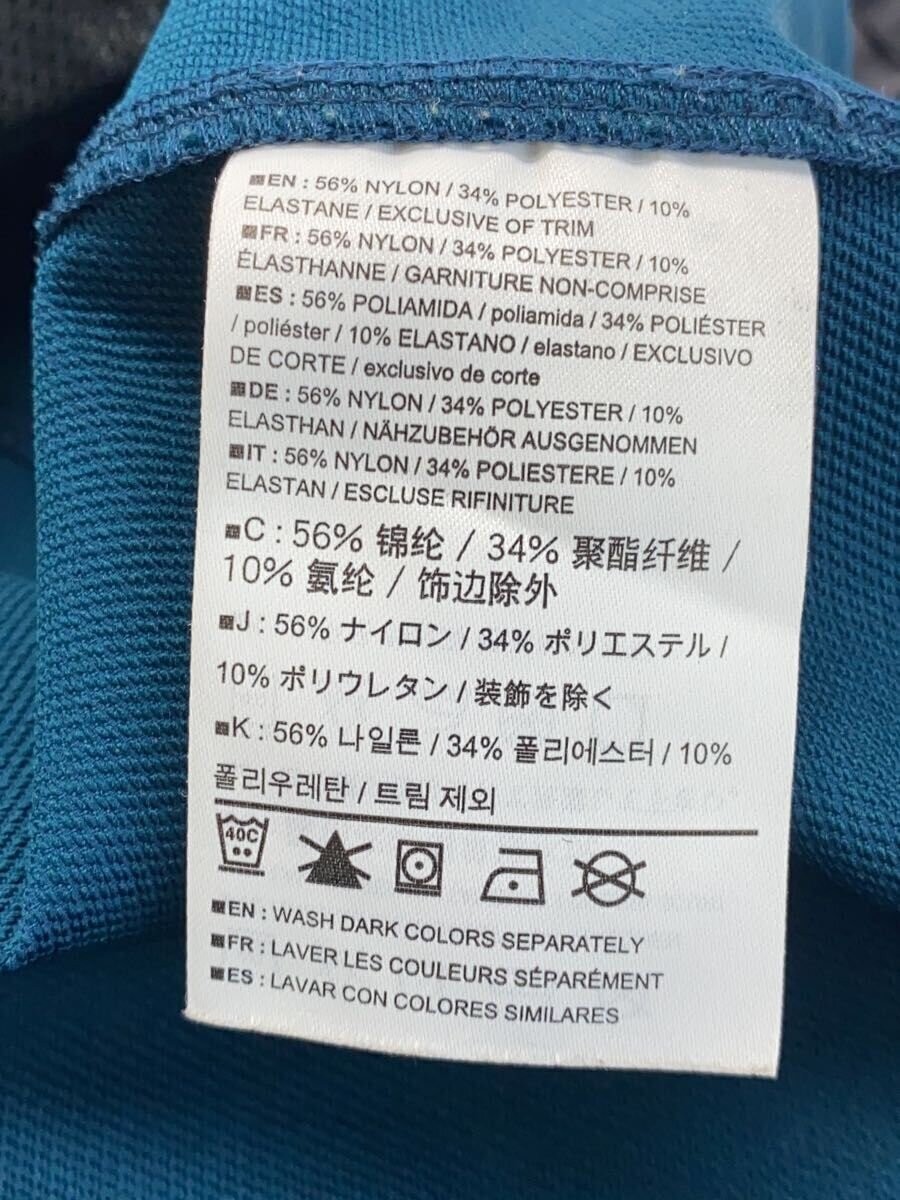 EN : 56% NYLON / 34% POLYESTER / 10%
ELASTANE / EXCLUSIVE OF TRIM
FR : 56% NYLON / 34% POLYESTER / 10%
ÉLASTHANNE / GARNITURE NON-COMPRISE
ES : 56% POLIAMIDA / poliamida / 34% POLIÉSTER
/ poliéster / 10% ELASTANO / elastano / EXCLUSIVO
DE CORTE / exclusivo de corte
DE : 56% NYLON / 34% POLYESTER / 10%
ELASTHAN / NÄHZUBEHÖR AUSGENOMMEN
IT : 56% NYLON / 34% POLIESTERE / 10%
ELASTAN / ESCLUSE RIFINITURE
C : 56% 锦纶 / 34% 聚酯纤维 /
10% 氨纶 / 饰边除外
J : 56% ナイロン / 34% ポリエステル /
10% ポリウレタン / 装飾を除く
K : 56% 나일론 / 34% 폴리에스터 / 10%
폴리우레탄 / 트림 제외
40C
EN : WASH DARK COLORS SEPARATELY
FR : LAVER LES COULEURS SÉPARÉMENT
ES : LAVAR CON COLORES SIMILARES